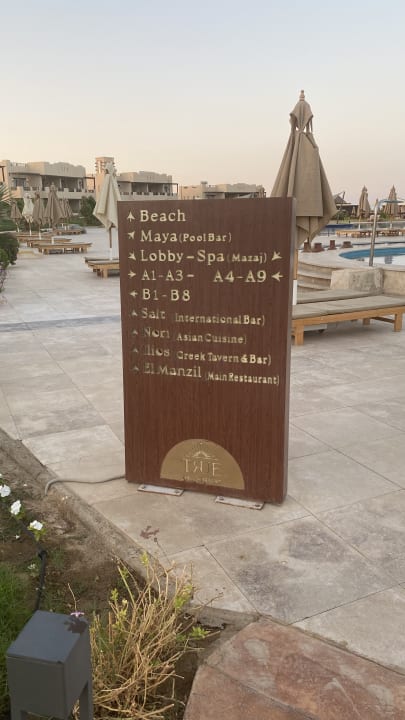 Beach
Maya (Pool Bar)
Lobby - Spa (Mazaj)
A1-A3- A4-A9
B1-B8
Salt (International Bar)
Nori (Asian Cuisine)
Ilios (Greek Tavern & Bar)
El Manzil (Main Restaurant)
TRUE